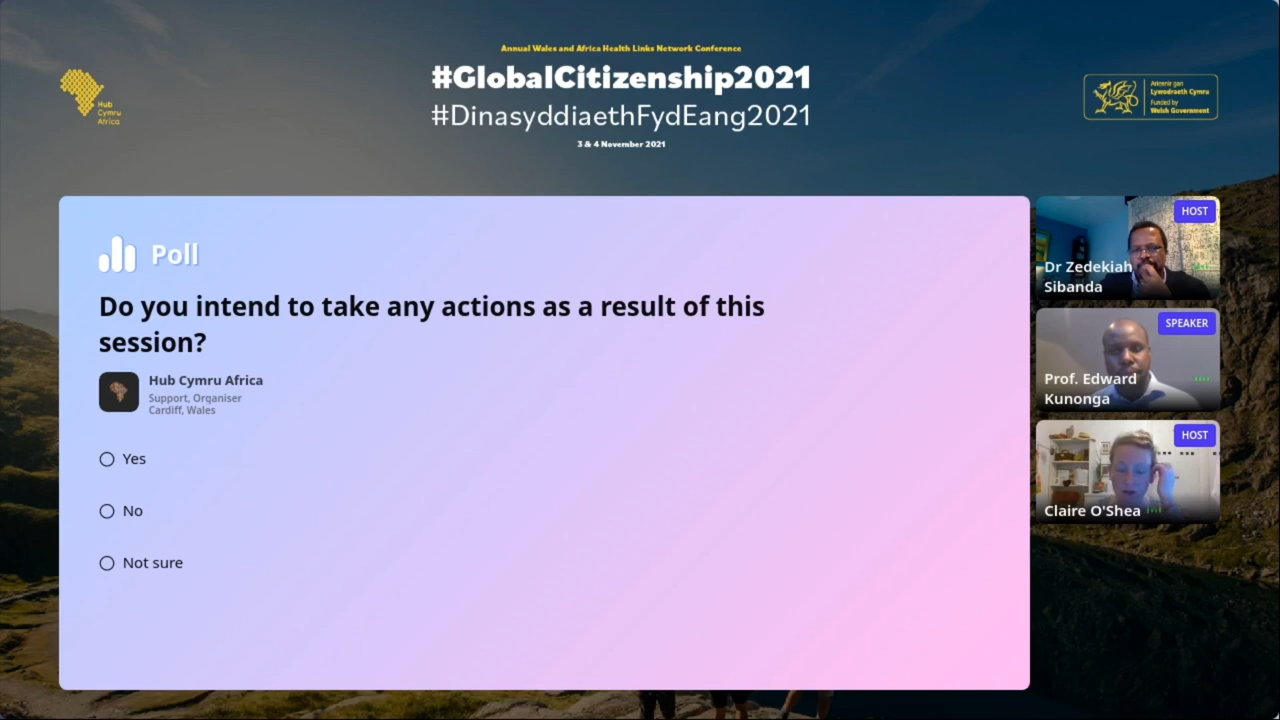 Annual Wales and Africa Health Links Network Conference
#GlobalCitizenship2021
#DinasyddiaethFydEang2021
3 & 4 November 2021
Hub
Cymru
Africa
Ariennir gan
Lywodraeth Cymru
Funded by
Welsh Government
Poll
Do you intend to take any actions as a result of this
session?
Hub Cymru Africa
Support, Organiser
Cardiff, Wales
Yes
No
Not sure
HOST
Dr Zedekiah
Sibanda
SPEAKER
Prof. Edward
Kunonga
HOST
Claire O'Shea